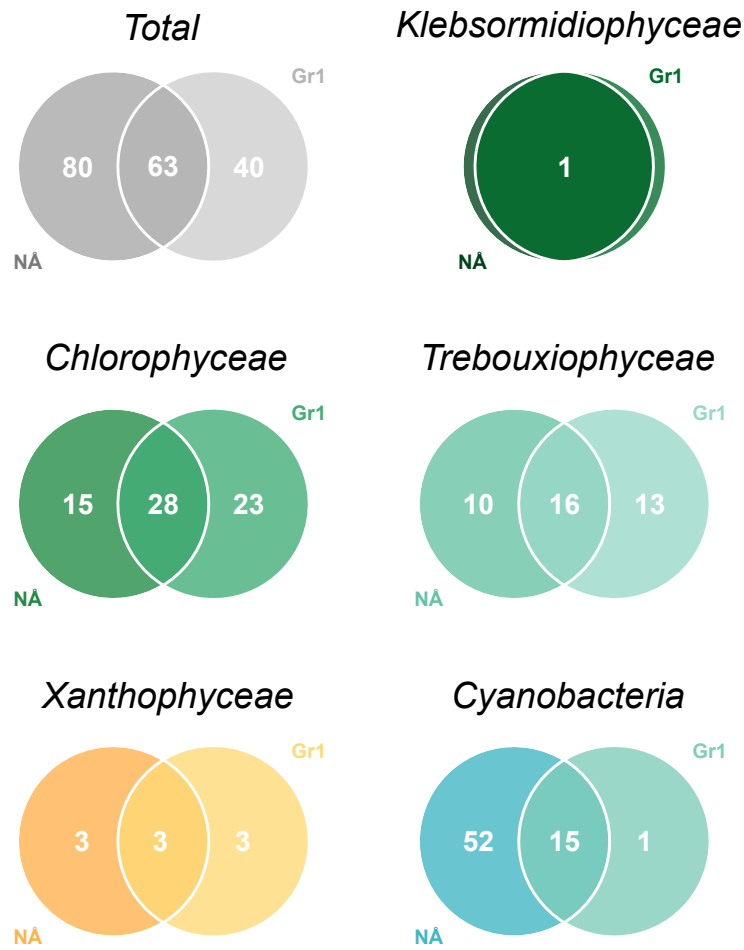 Total
Gr1
80 63 40
NÅ
Klebsormidiophyceae
Gr1
1
NÅ
Chlorophyceae
Gr1
15 28 23
NÅ
Trebouxiophyceae
Gr1
10 16 13
NÅ
Xanthophyceae
Gr1
3 3 3
NÅ
Cyanobacteria
Gr1
52 15 1
NÅ